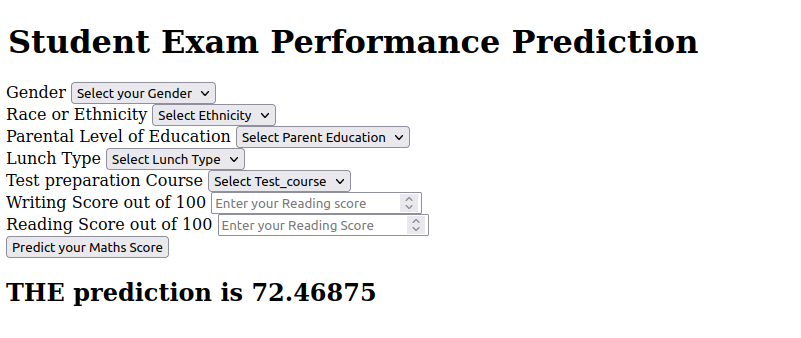 Student Exam Performance Prediction
Gender Select your Gender
Race or Ethnicity Select Ethnicity
Parental Level of Education Select Parent Education
Lunch Type Select Lunch Type
Test preparation Course Select Test_course
Writing Score out of 100 Enter your Reading score
Reading Score out of 100 Enter your Reading Score
Predict your Maths Score
THE prediction is 72.46875